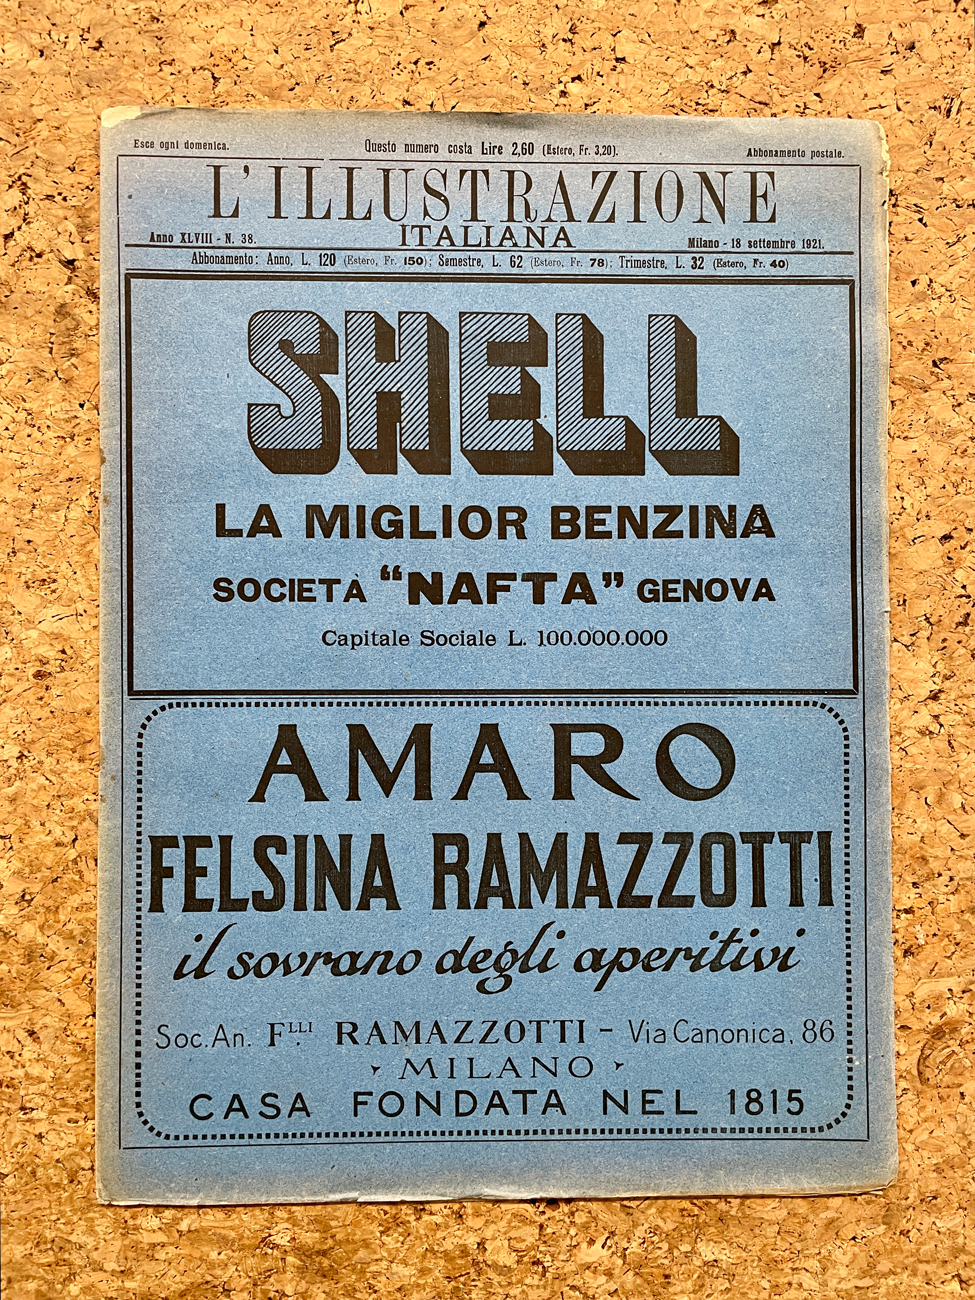 Esce ogni domenica. Questo numero costa Lire 2,60 (Estero, Fr. 3,20). Abbonamento postale.
L'ILLUSTRAZIONE
ITALIANA
Anno XLVIII - N. 38. Milano - 18 settembre 1921.
Abbonamento: Anno, L. 120 (Estero, Fr. 150); Semestre, L. 62 (Estero, Fr. 78); Trimestre, L. 32 (Estero, Fr. 40)
SHELL
LA MIGLIOR BENZINA
SOCIETÀ "NAFTA" GENOVA
Capitale Sociale L. 100.000.000
AMARO
FELSINA RAMAZZOTTI
il sovrano degli aperitivi
Soc. An. F.LLI RAMAZZOTTI - Via Canonica, 86
MILANO
CASA FONDATA NEL 1815